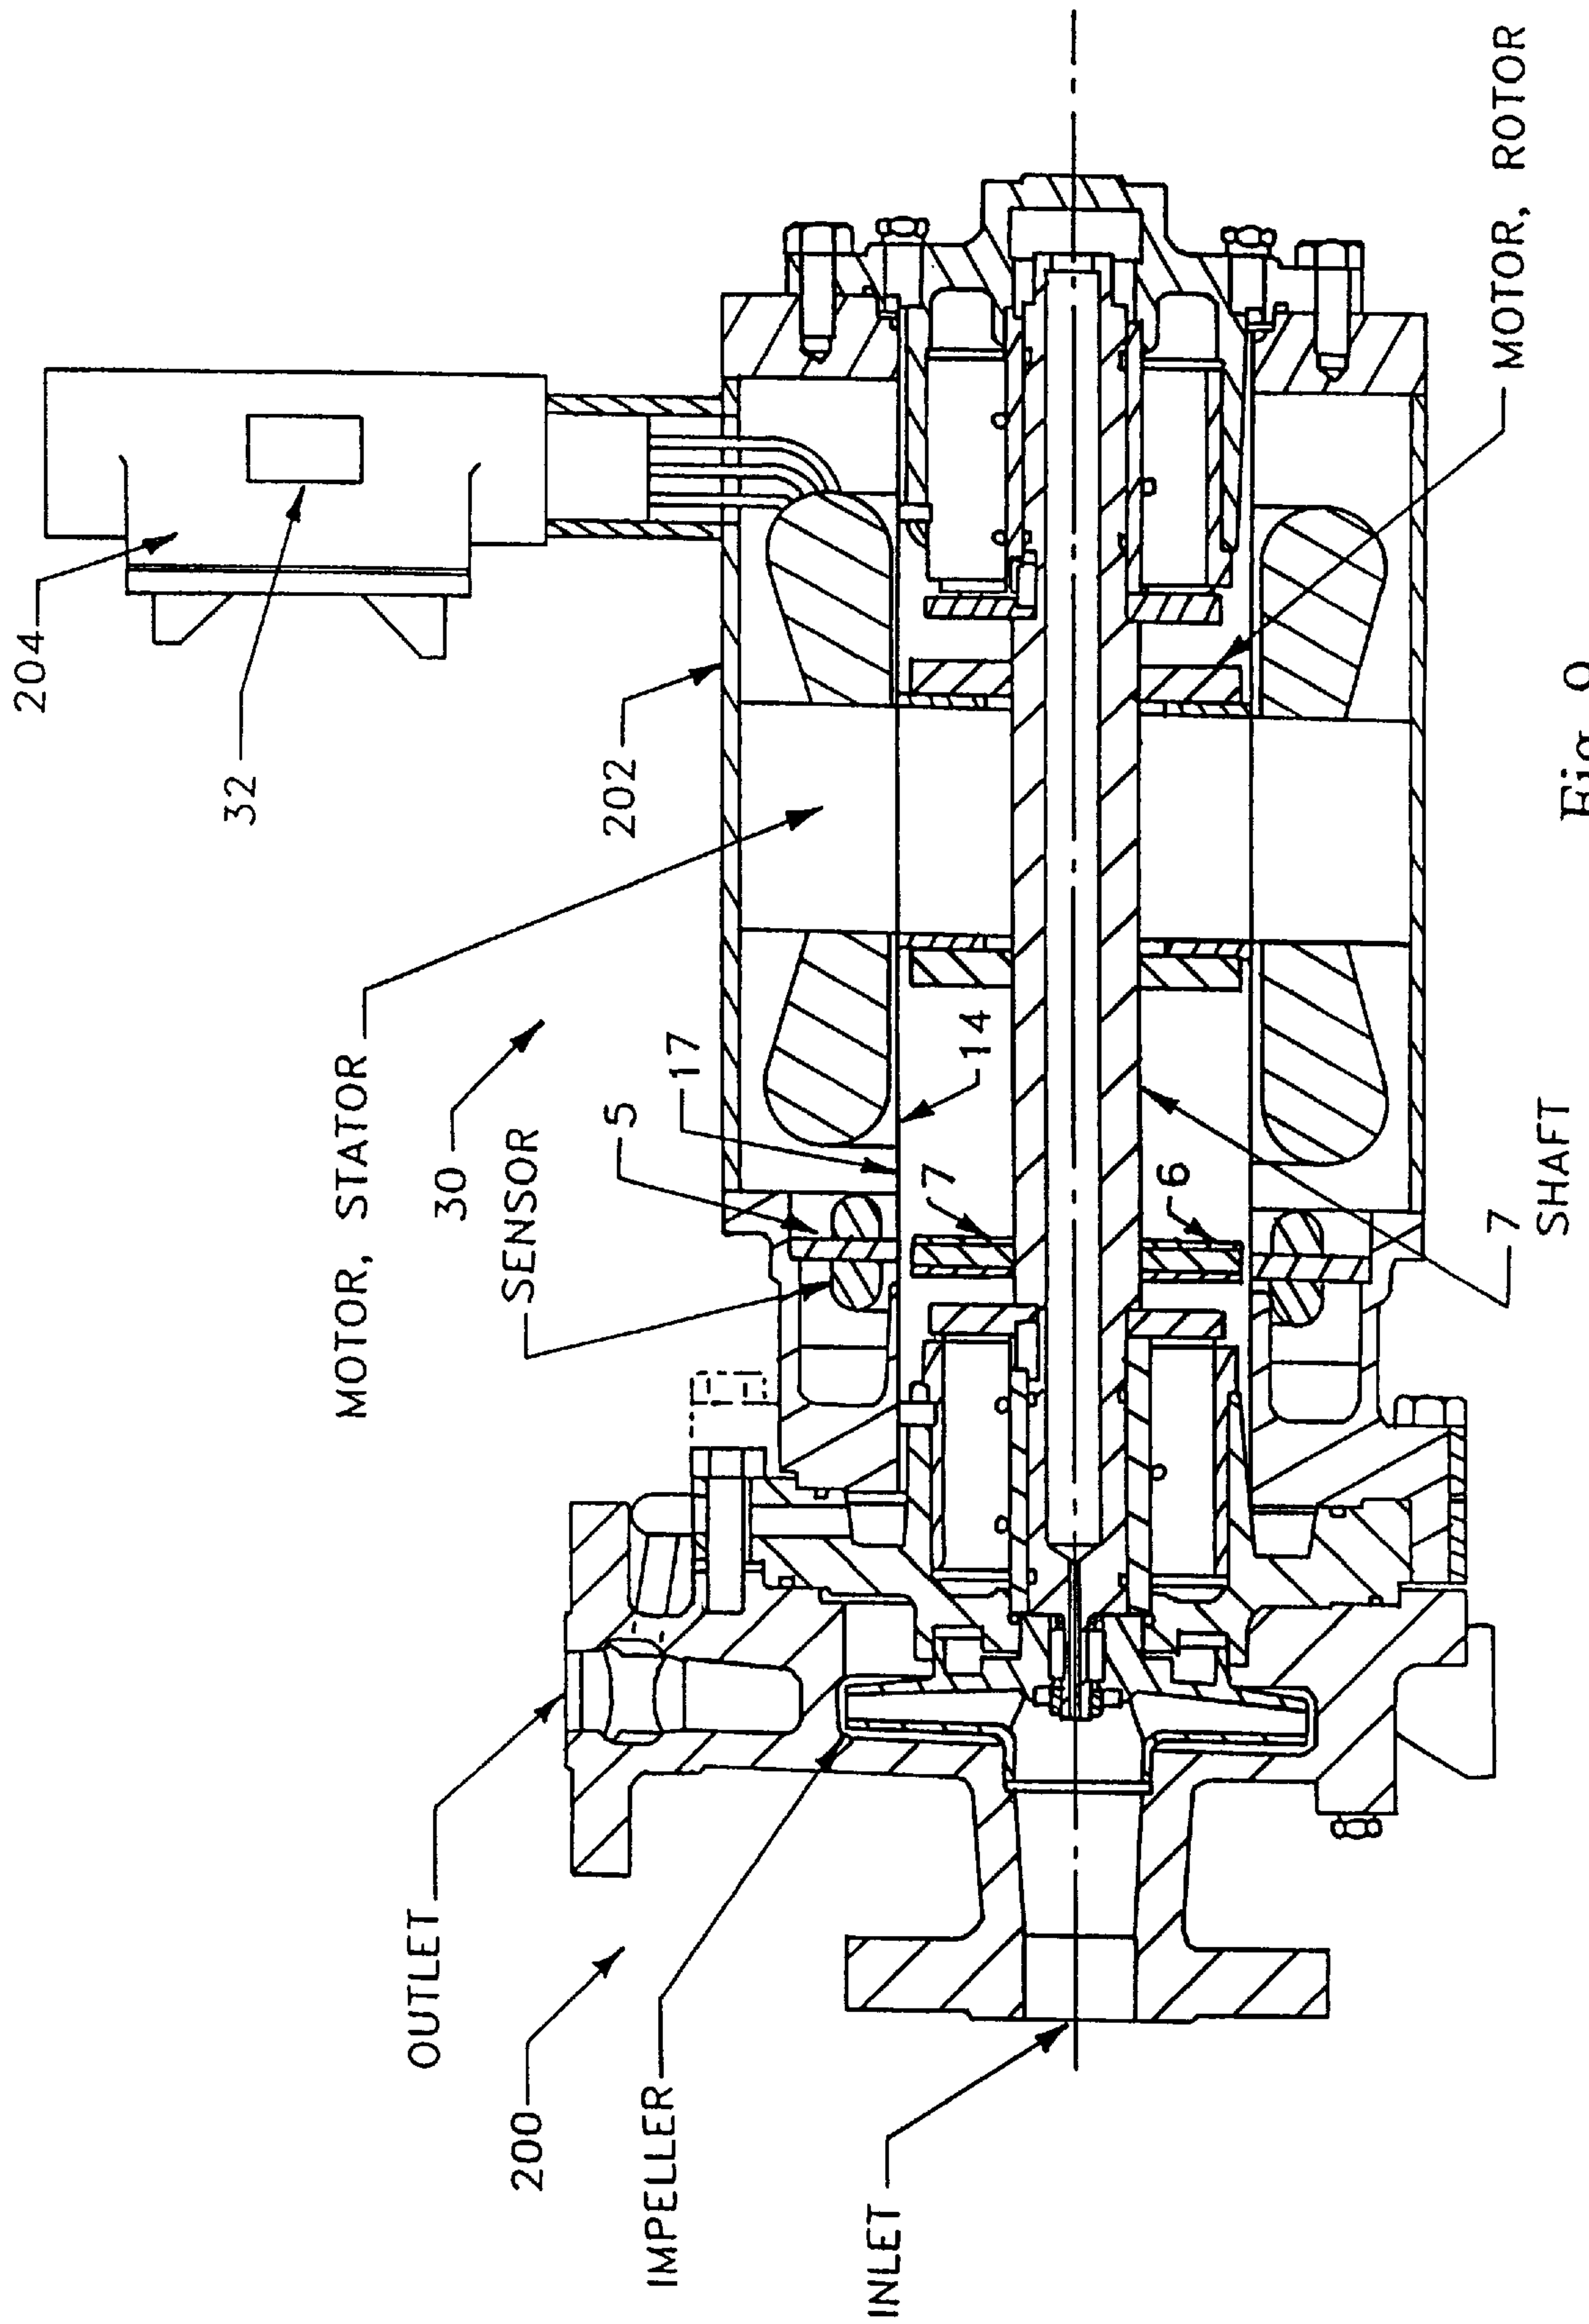 204
32
MOTOR, STATOR
OUTLET
30
SENSOR
200
202
5
IMPELLER
17
INLET
7
14
6
7
SHAFT
MOTOR, ROTOR
Fig.